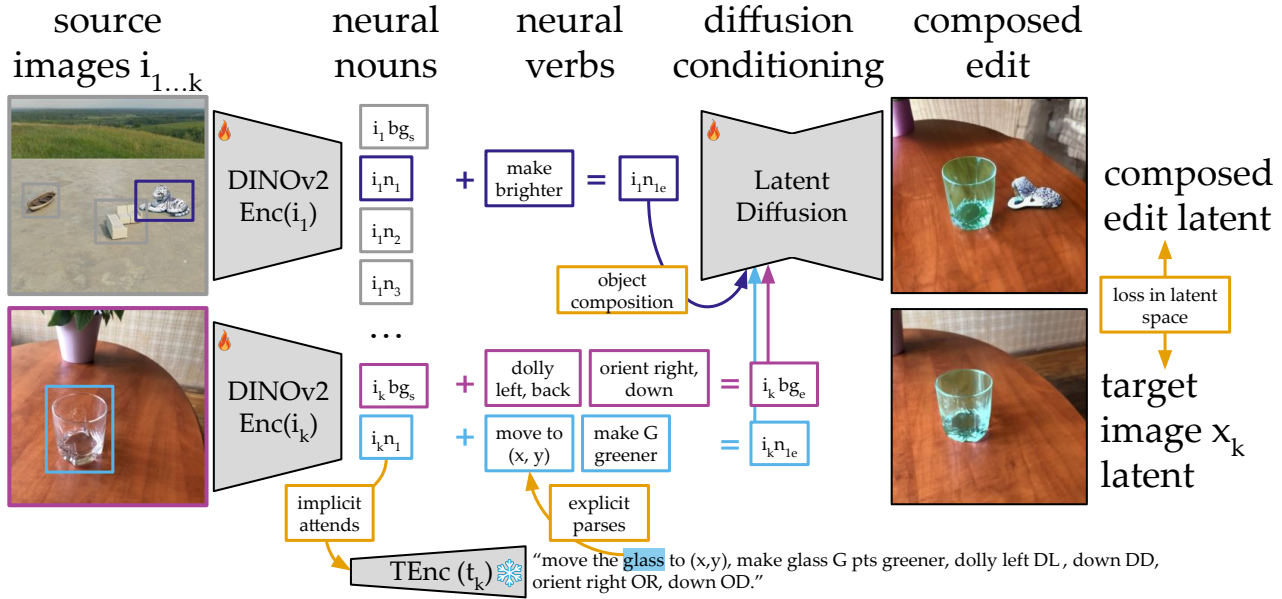 source
images i1...k
neural
nouns
neural
verbs
diffusion
conditioning
composed
edit
DINOv2
Enc(i1)
i1 bgs
i1n1
i1n2
i1n3
...
+
make
brighter
=
i1n1e
object
composition
Latent
Diffusion
composed
edit latent
loss in latent
space
target
image xk
latent
DINOv2
Enc(ik)
ik bgs
+
dolly
left, back
orient right,
down
=
ik bge
ikn1
+
move to
(x, y)
make G
greener
=
ikn1e
implicit
attends
explicit
parses
TEnc (tk)
“move the glass to (x,y), make glass G pts greener, dolly left DL , down DD,
orient right OR, down OD.”